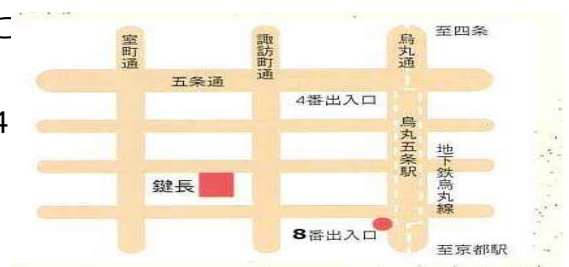 至四条
室町通
諏訪町通
烏丸通
五条通
4番出入口
烏丸五条駅
地下鉄烏丸線
鍵長
8番出入口
至京都駅
4